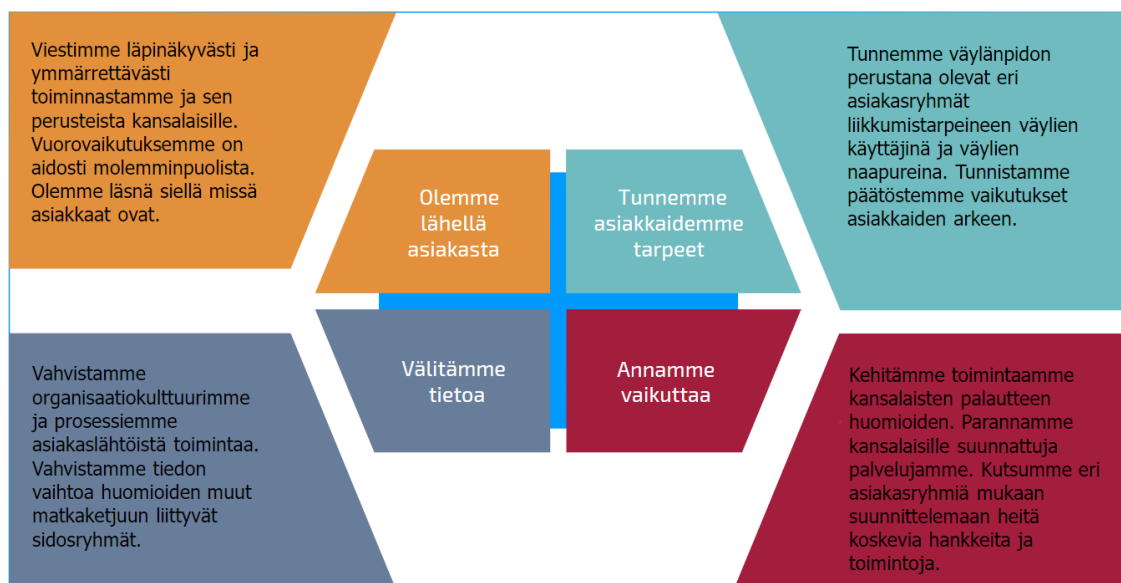 Viestimme läpinäkyvästi ja
ymmärrettävästi
toiminnastamme ja sen
perusteista kansalaisille.
Vuorovaikutuksemme on
aidosti molemminpuolista.
Olemme läsnä siellä missä
asiakkaat ovat.
Tunnemme väylänpidon
perustana olevat eri
asiakasryhmät
liikkumistarpeineen väylien
käyttäjinä ja väylien
naapureina. Tunnistamme
päätöstemme vaikutukset
asiakkaiden arkeen.
Olemme
lähellä
asiakasta
Tunnemme
asiakkaidemme
tarpeet
Välitämme
tietoa
Annamme
vaikuttaa
Vahvistamme
organisaatiokulttuurimme
ja prosessiemme
asiakaslähtöistä toimintaa.
Vahvistamme tiedon
vaihtoa huomioiden muut
matkaketjuun liittyvät
sidosryhmät.
Kehitämme toimintaamme
kansalaisten palautteen
huomioiden. Parannamme
kansalaisille suunnattuja
palvelujamme. Kutsumme eri
asiakasryhmiä mukaan
suunnittelemaan heitä
koskevia hankkeita ja
toimintoja.